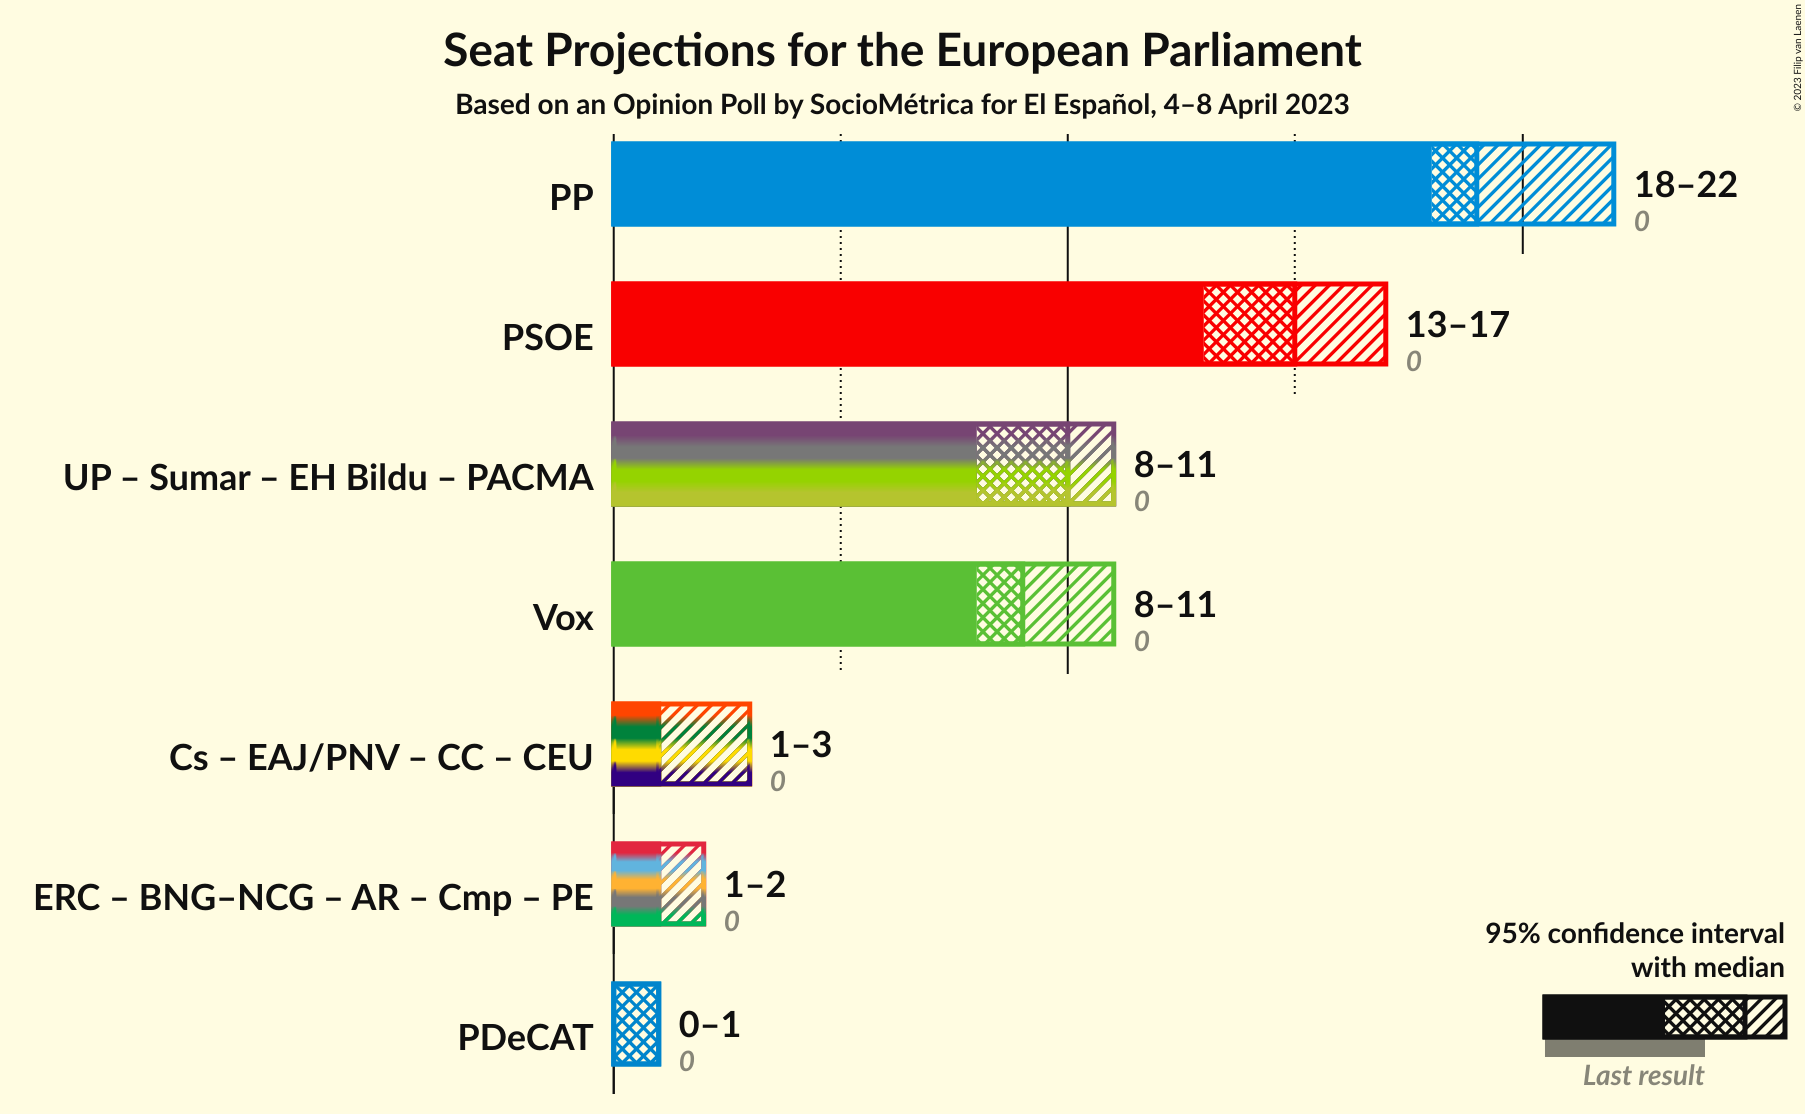 Seat Projections for the European Parliament
Based on an Opinion Poll by SocioMétrica for El Español, 4–8 April 2023
© 2023 Filip van Laenen
PP
18–22
0
PSOE
13–17
0
UP – Sumar – EH Bildu – PACMA
8–11
0
Vox
8–11
0
Cs – EAJ/PNV – CC – CEU
1–3
0
ERC – BNG–NCG – AR – Cmp – PE
1–2
0
PDeCAT
0–1
0
95% confidence interval
with median
Last result